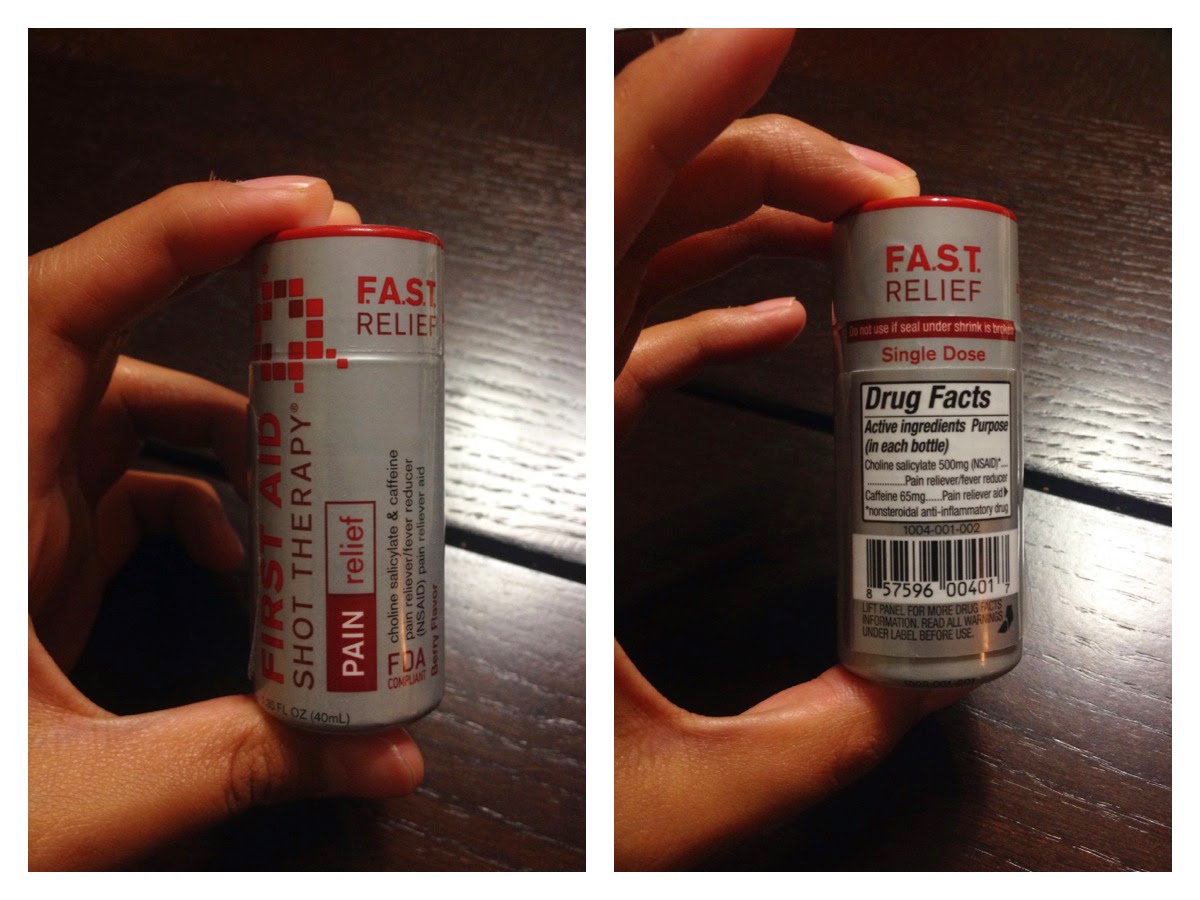 F.A.S.T.
RELIEF
FIRST AID
SHOT THERAPY®
PAIN relief
choline salicylate & caffeine
pain reliever/fever reducer
(NSAID) pain reliever aid
FDA
COMPLIANT
Berry Flavor
FL OZ (40mL)
F.A.S.T.
RELIEF
Do not use if seal under shrink is broken
Single Dose
Drug Facts
Active ingredients Purpose
(in each bottle)
Choline salicylate 500mg (NSAID)*....
............Pain reliever/fever reducer
Caffeine 65mg......Pain reliever aid
*nonsteroidal anti-inflammatory drug
1004-001-002
8 57596 00401 7
LIFT PANEL FOR MORE DRUG FACTS
INFORMATION. READ ALL WARNINGS
UNDER LABEL BEFORE USE.